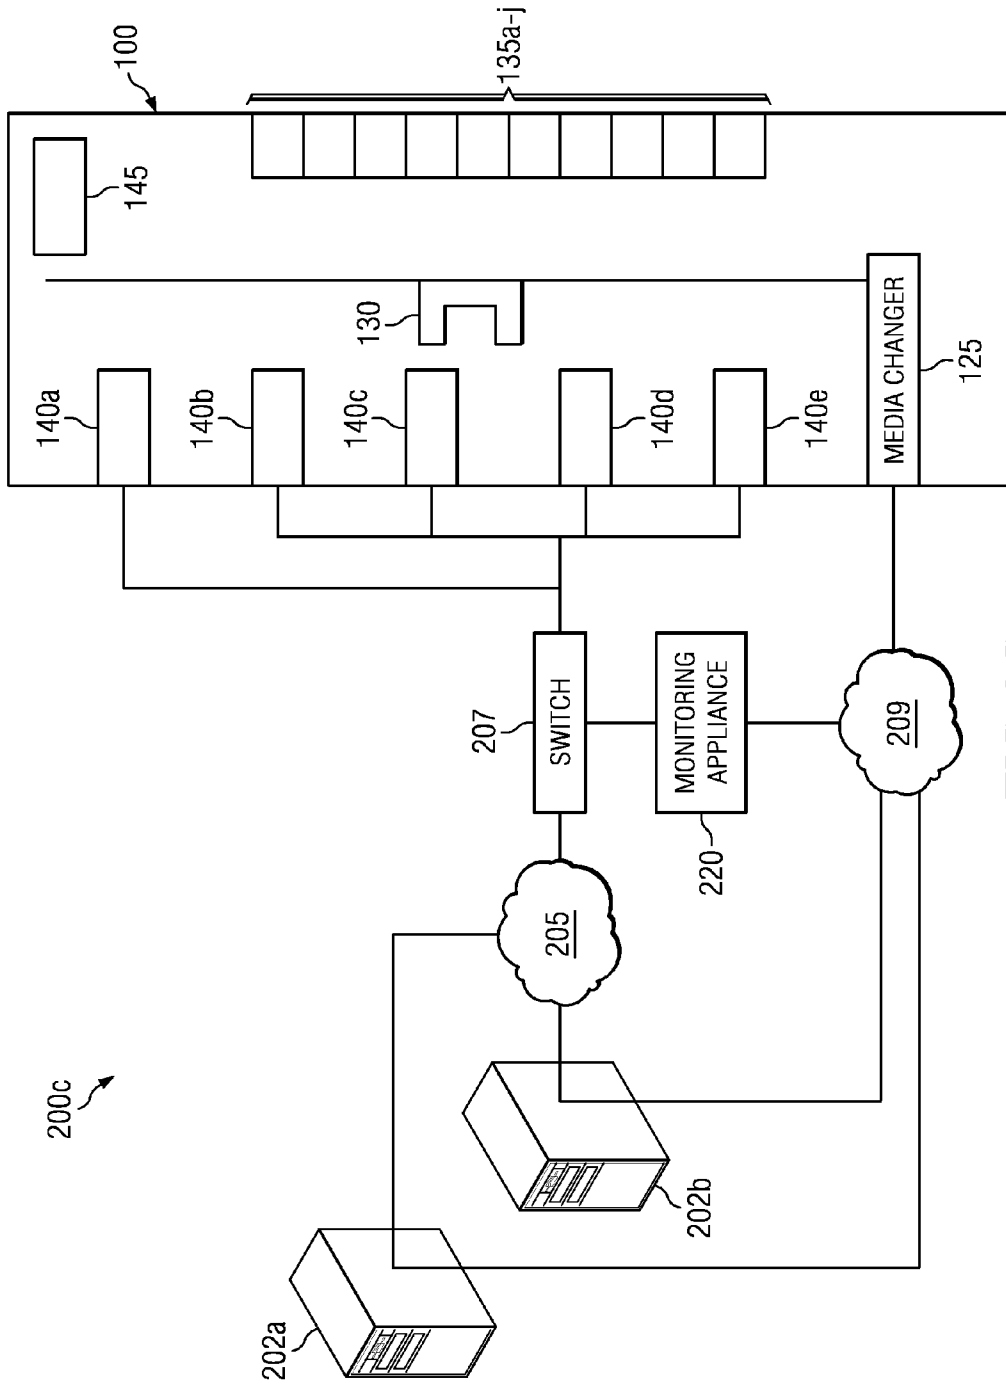 200c
202a
202b
205
207
SWITCH
MONITORING
APPLIANCE
220
209
140a
140b
140c
140d
140e
130
145
100
135a-j
MEDIA CHANGER
125